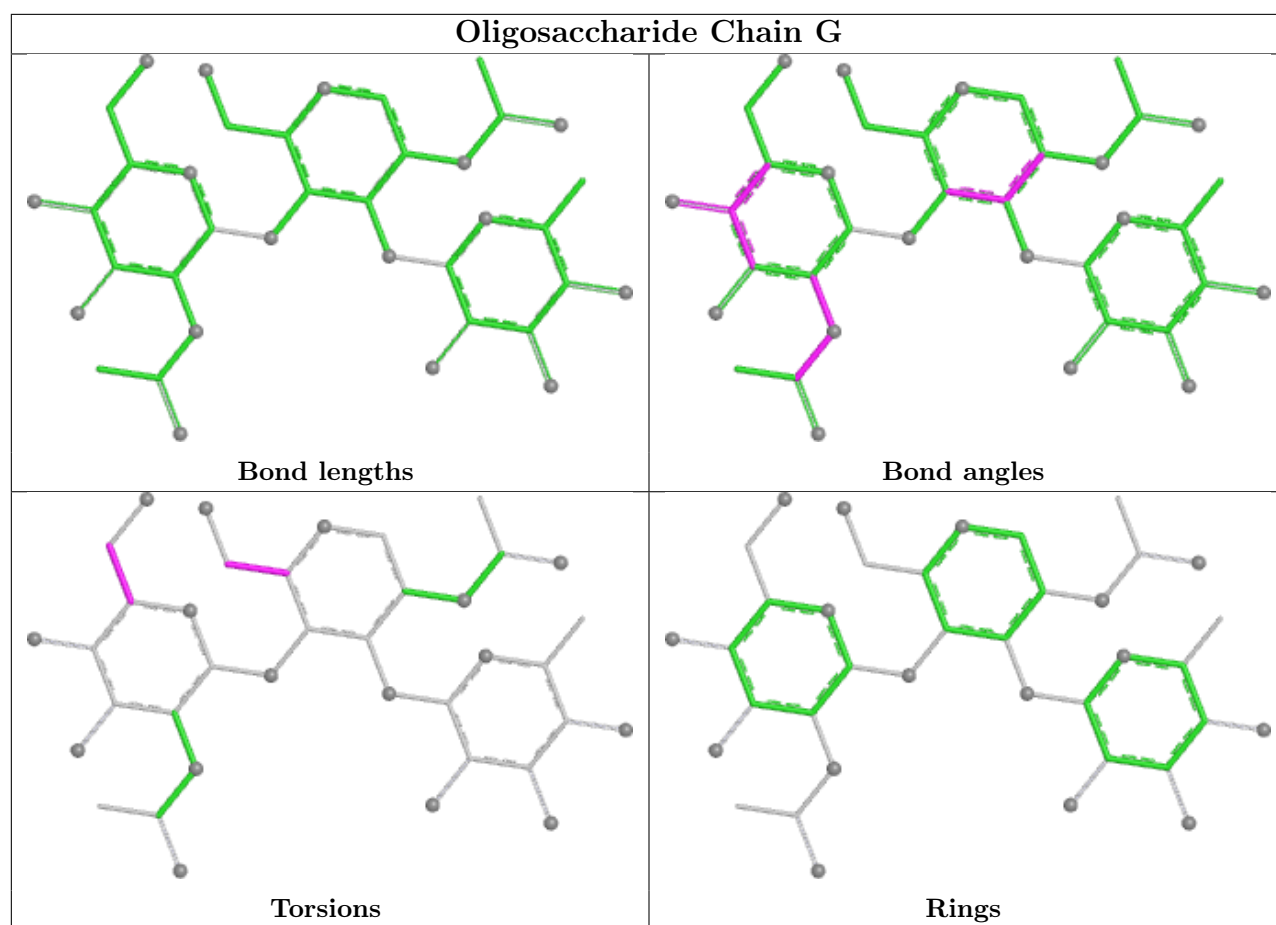 Oligosaccharide Chain G
Bond lengths
Bond angles
Torsions
Rings